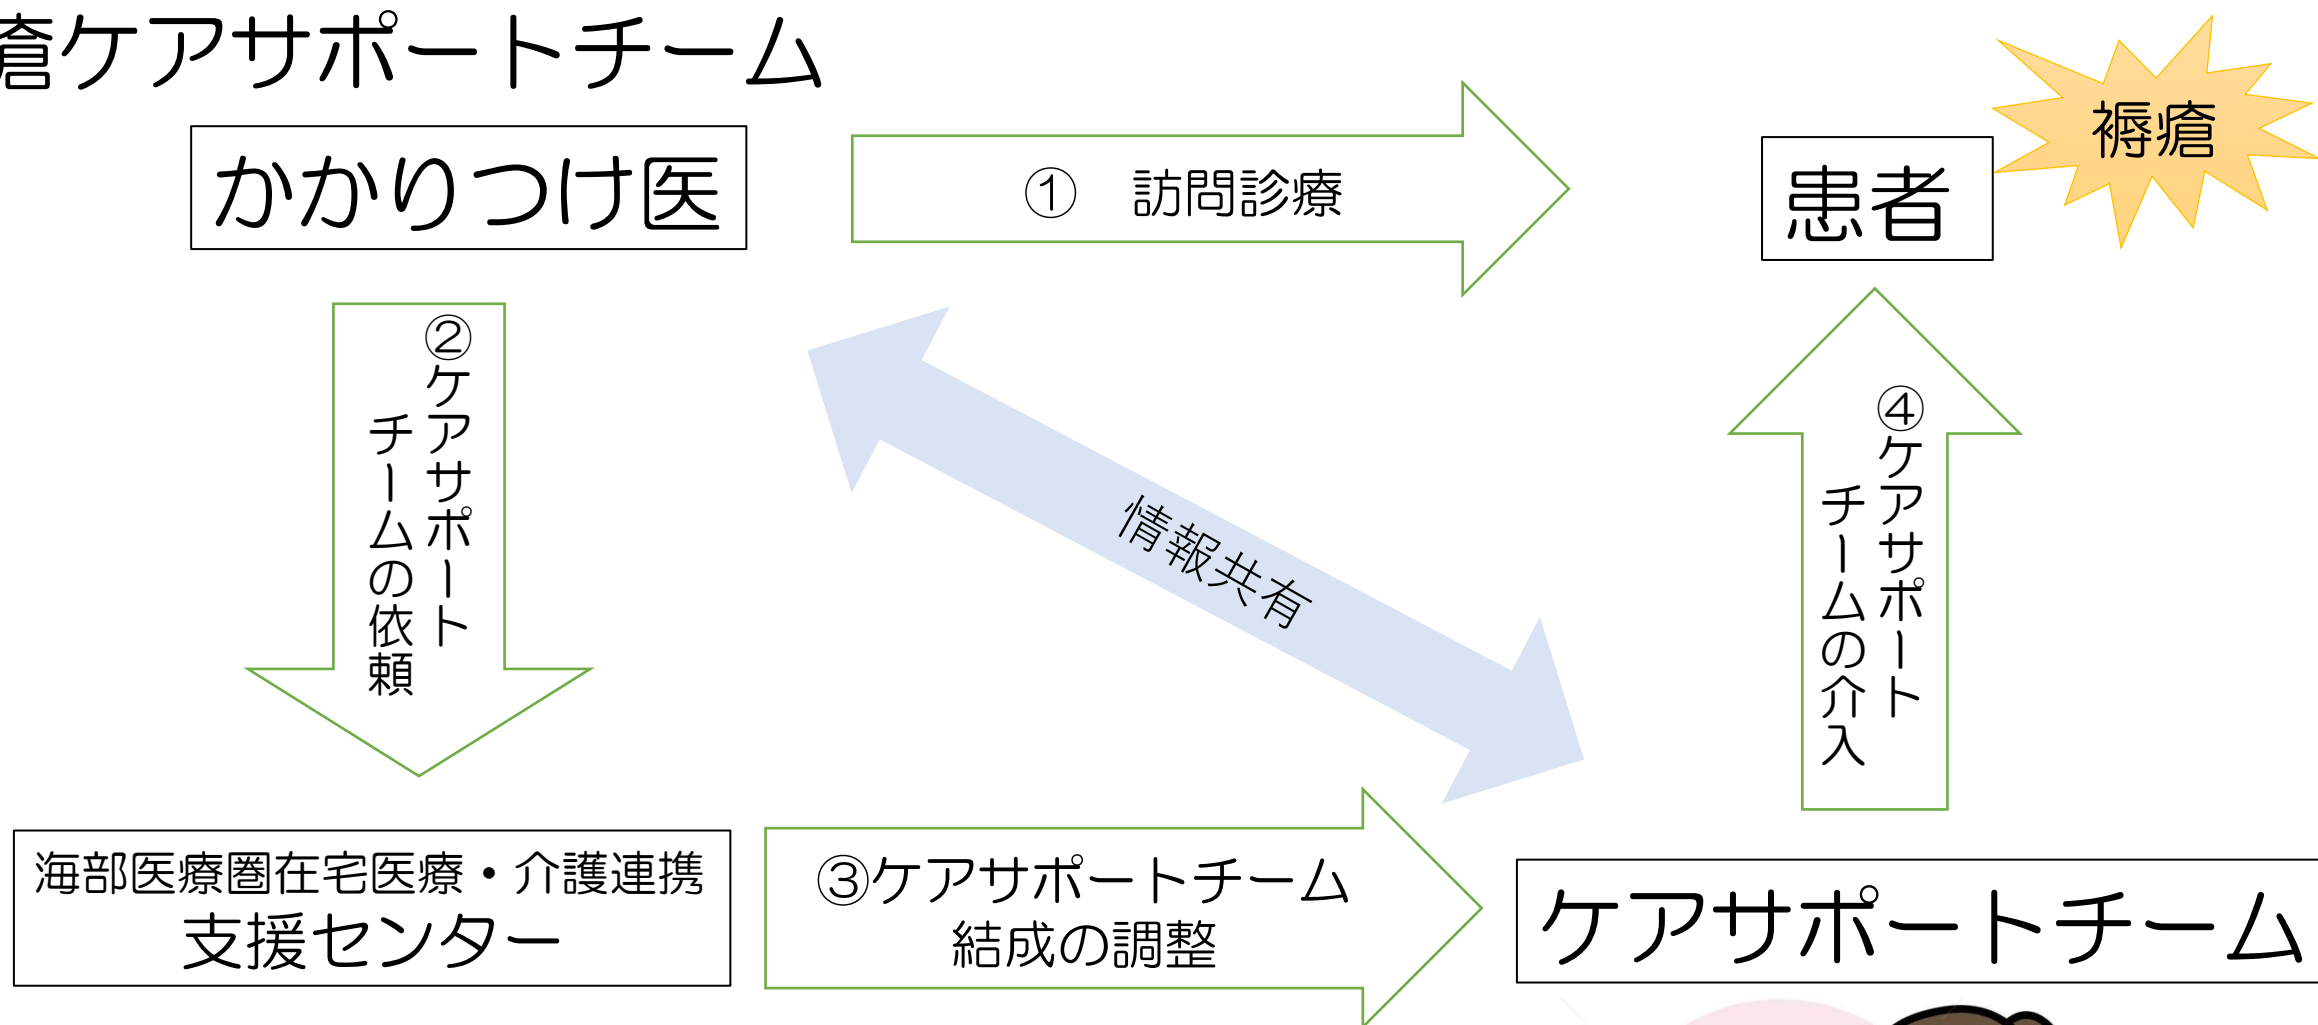 瘡ケアサポートチーム
かかりつけ医
① 訪問診療
患者
褥瘡
②ケアサポート
チームの依頼
情報共有
④ケアサポート
チームの介入
海部医療圏在宅医療・介護連携
支援センター
③ケアサポートチーム
結成の調整
ケアサポートチーム